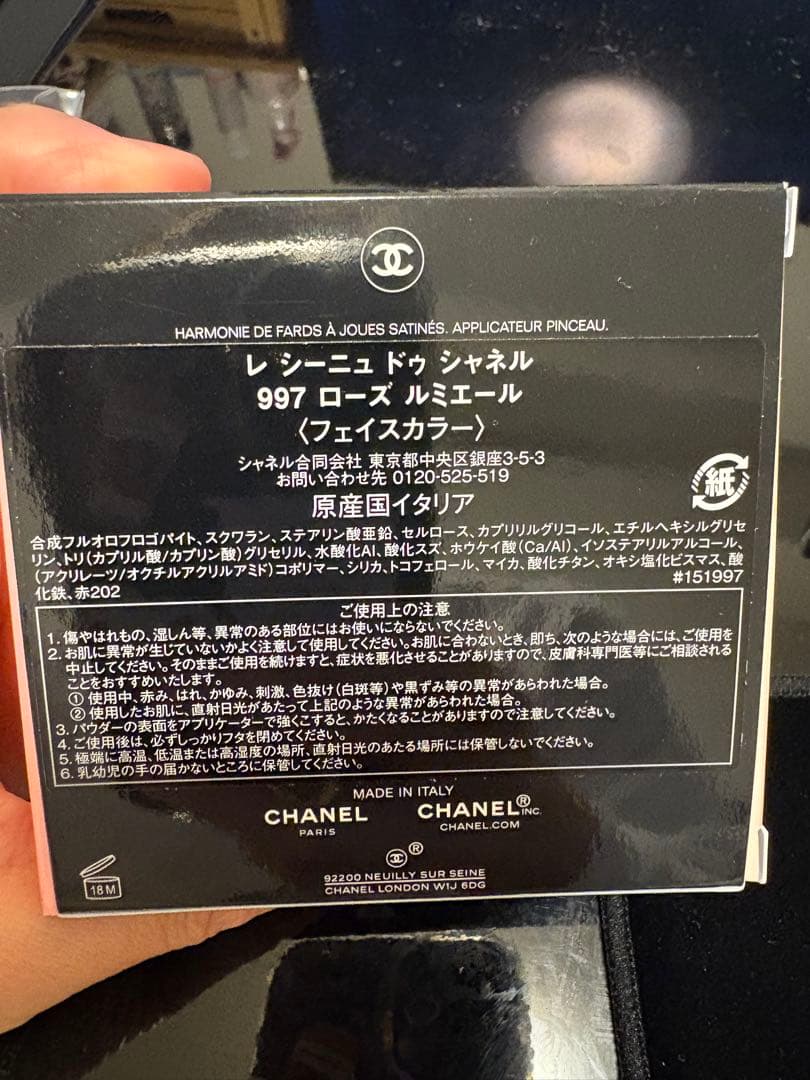 HARMONIE DE FARDS À JOUES SATINÉS. APPLICATEUR PINCEAU.
レ シーニュ ドゥ シャネル
997 ローズ ルミエール
〈フェイスカラー〉
シャネル合同会社 東京都中央区銀座3-5-3
お問い合わせ先 0120-525-519
原産国イタリア
紙
合成フルオロフロゴパイト、スクワラン、ステアリン酸亜鉛、セルロース、カプリリルグリコール、エチルヘキシルグリセ
リン、トリ(カプリル酸/カプリン酸)グリセリル、水酸化Al、酸化スズ、ホウケイ酸(Ca/Al)、イソステアリルアルコール、
(アクリレーツ/オクチルアクリルアミド)コポリマー、シリカ、トコフェロール、マイカ、酸化チタン、オキシ塩化ビスマス、酸
化鉄、赤202
#151997
ご使用上の注意
1. 傷やはれもの、湿しん等、異常のある部位にはお使いにならないでください。
2. お肌に異常が生じていないかよく注意して使用してください。お肌に合わないとき、即ち、次のような場合には、ご使用を
中止してください。そのままご使用を続けますと、症状を悪化させることがありますので、皮膚科専門医等にご相談される
ことをおすすめいたします。
① 使用中、赤み、はれ、かゆみ、刺激、色抜け(白斑等)や黒ずみ等の異常があらわれた場合。
② 使用したお肌に、直射日光があたって上記のような異常があらわれた場合。
3. パウダーの表面をアプリケーターで強くこすると、かたくなることがありますので注意してください。
4. ご使用後は、必ずしっかりフタを閉めてください。
5. 極端に高温、低温または高湿度の場所、直射日光のあたる場所には保管しないでください。
6. 乳幼児の手の届かないところに保管してください。
MADE IN ITALY
CHANEL CHANEL® INC.
PARIS CHANEL.COM
®
92200 NEUILLY SUR SEINE
CHANEL LONDON W1J 6DG
18 M